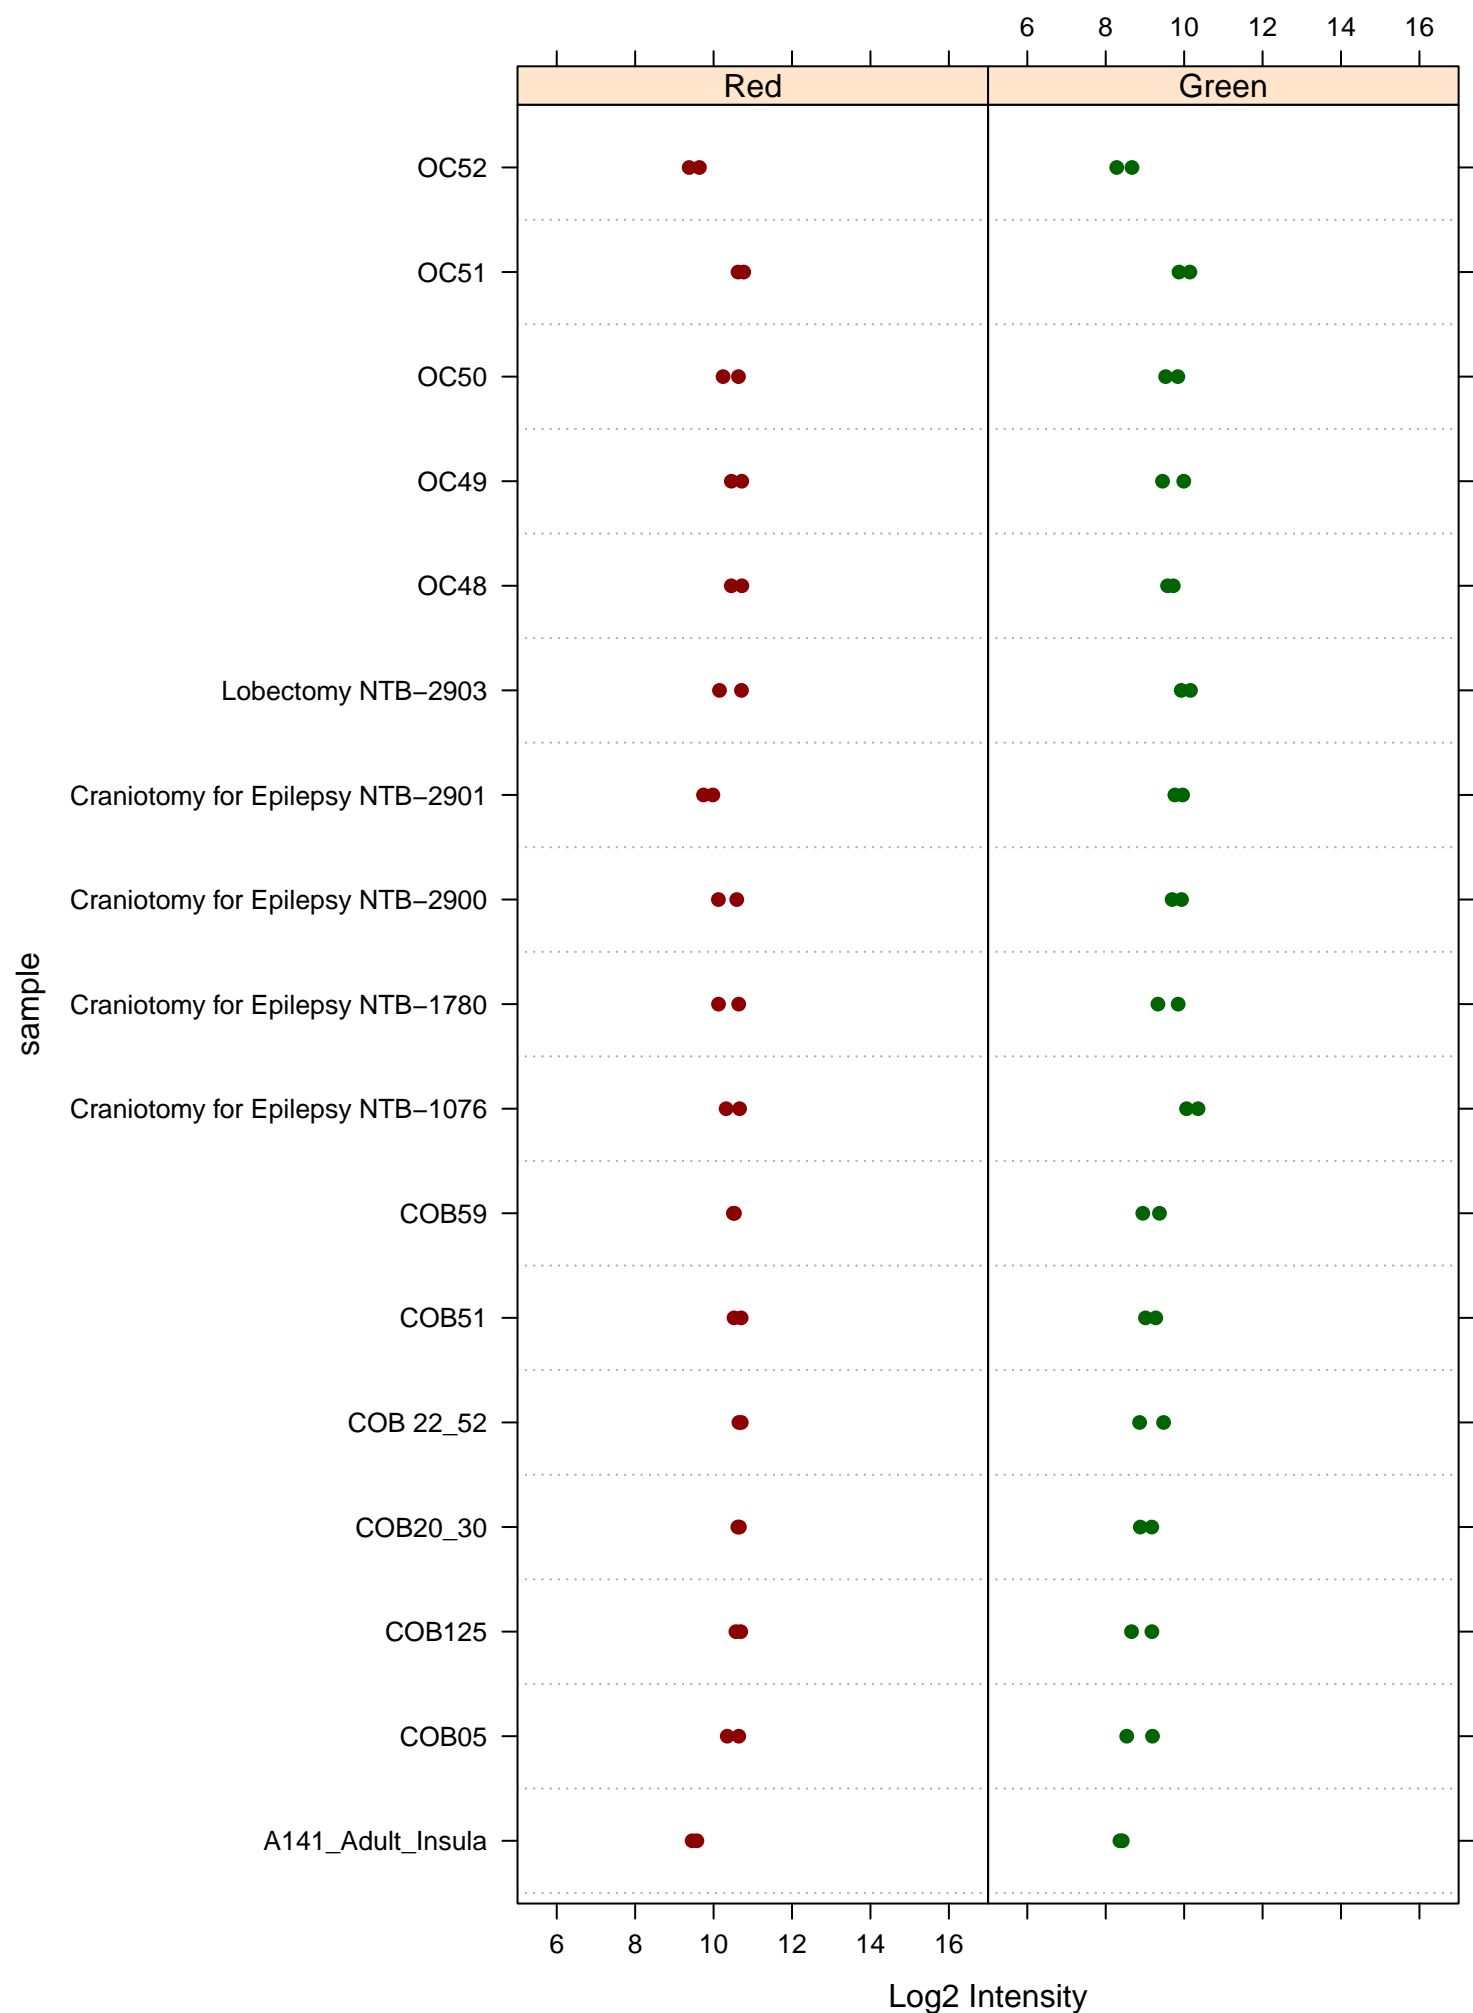 6 8 10 12 14 16
Red Green
OC52
OC51
OC50
OC49
OC48
Lobectomy NTB−2903
Craniotomy for Epilepsy NTB−2901
Craniotomy for Epilepsy NTB−2900
sample
Craniotomy for Epilepsy NTB−1780
Craniotomy for Epilepsy NTB−1076
COB59
COB51
COB 22_52
COB20_30
COB125
COB05
A141_Adult_Insula
6 8 10 12 14 16
Log2 Intensity